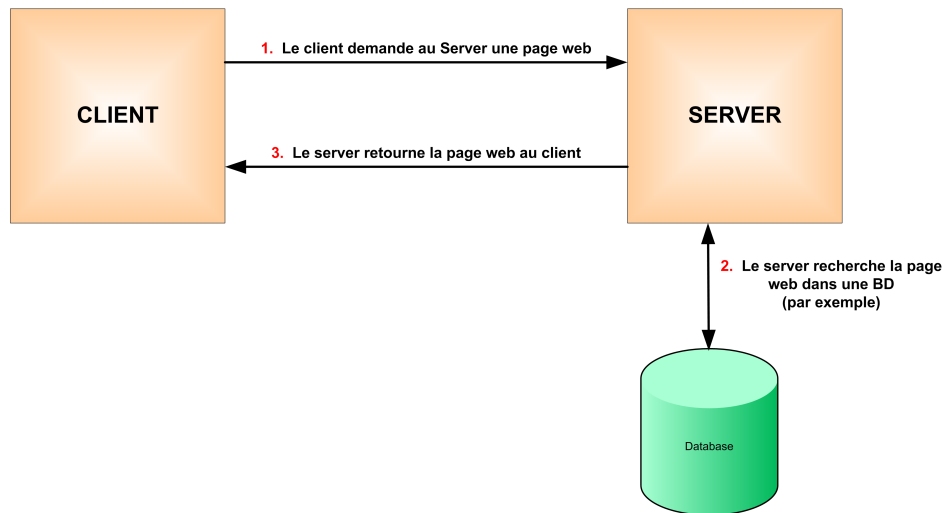 CLIENT
1. Le client demande au Server une page web
SERVER
3. Le server retourne la page web au client
2. Le server recherche la page
web dans une BD
(par exemple)
Database